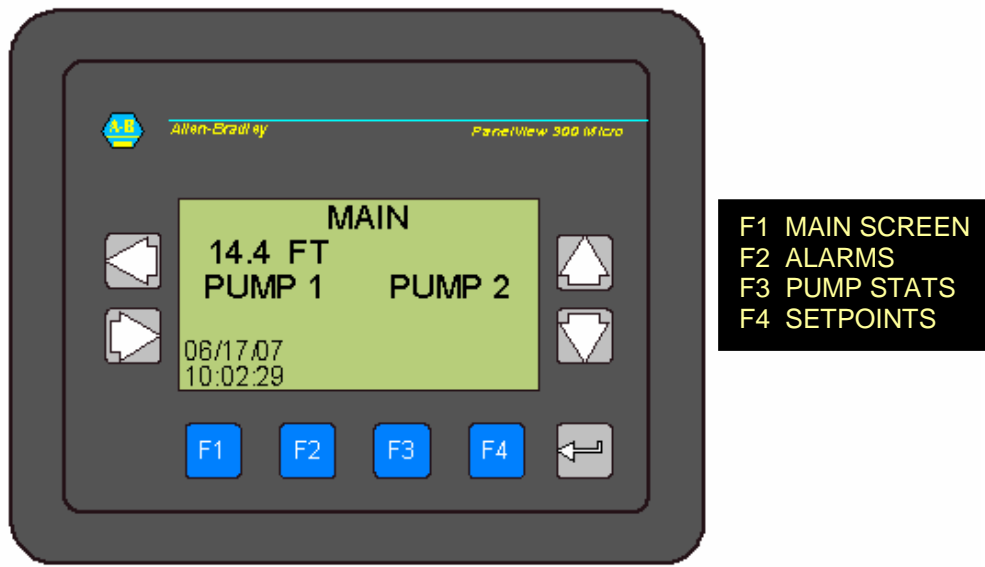 A-B
Allen-Bradley PanelView 300 Micro
MAIN
14.4 FT
PUMP 1 PUMP 2
06/17/07
10:02:29
F1 F2 F3 F4
F1 MAIN SCREEN
F2 ALARMS
F3 PUMP STATS
F4 SETPOINTS